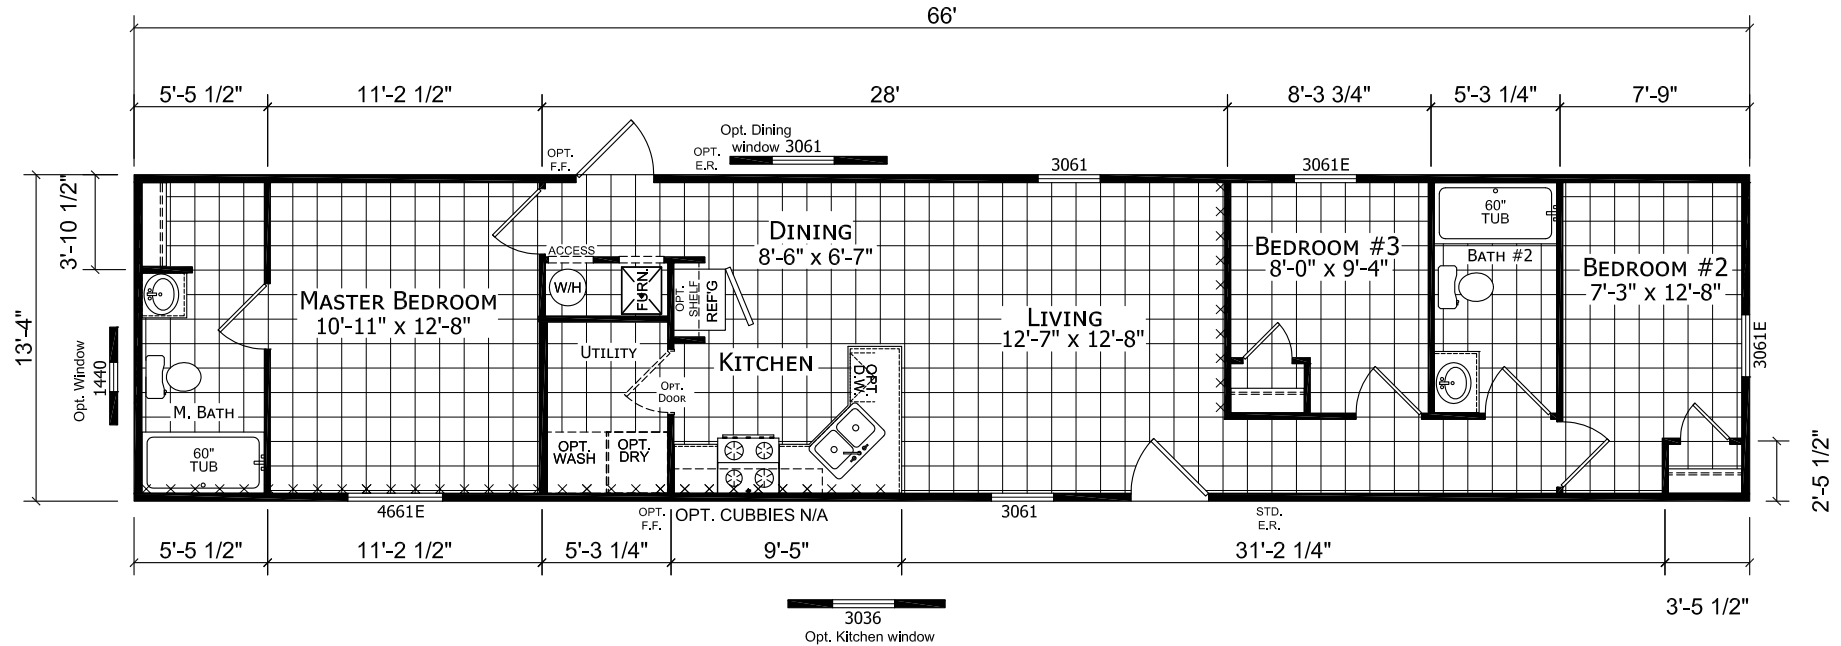 66'
5'-5 1/2"
11'-2 1/2"
28'
8'-3 3/4"
5'-3 1/4"
7'-9"
Opt. Dining
window 3061
OPT.
F.F.
OPT.
E.R.
3061
3061E
3'-10 1/2"
13'-4"
Opt. Window
1440
MASTER BEDROOM
10'-11" x 12'-8"
M. BATH
60"
TUB
ACCESS
W/H
FURN.
OPT.
SHELF
REF'G
UTILITY
OPT.
DOOR
OPT.
WASH
OPT.
DRY
DINING
8'-6" x 6'-7"
KITCHEN
OPT.
D.W.
LIVING
12'-7" x 12'-8"
BEDROOM #3
8'-0" x 9'-4"
60"
TUB
BATH #2
BEDROOM #2
7'-3" x 12'-8"
3061E
2'-5 1/2"
4661E
OPT.
F.F.
OPT. CUBBIES N/A
3061
STD.
E.R.
5'-5 1/2"
11'-2 1/2"
5'-3 1/4"
9'-5"
31'-2 1/4"
3'-5 1/2"
3036
Opt. Kitchen window